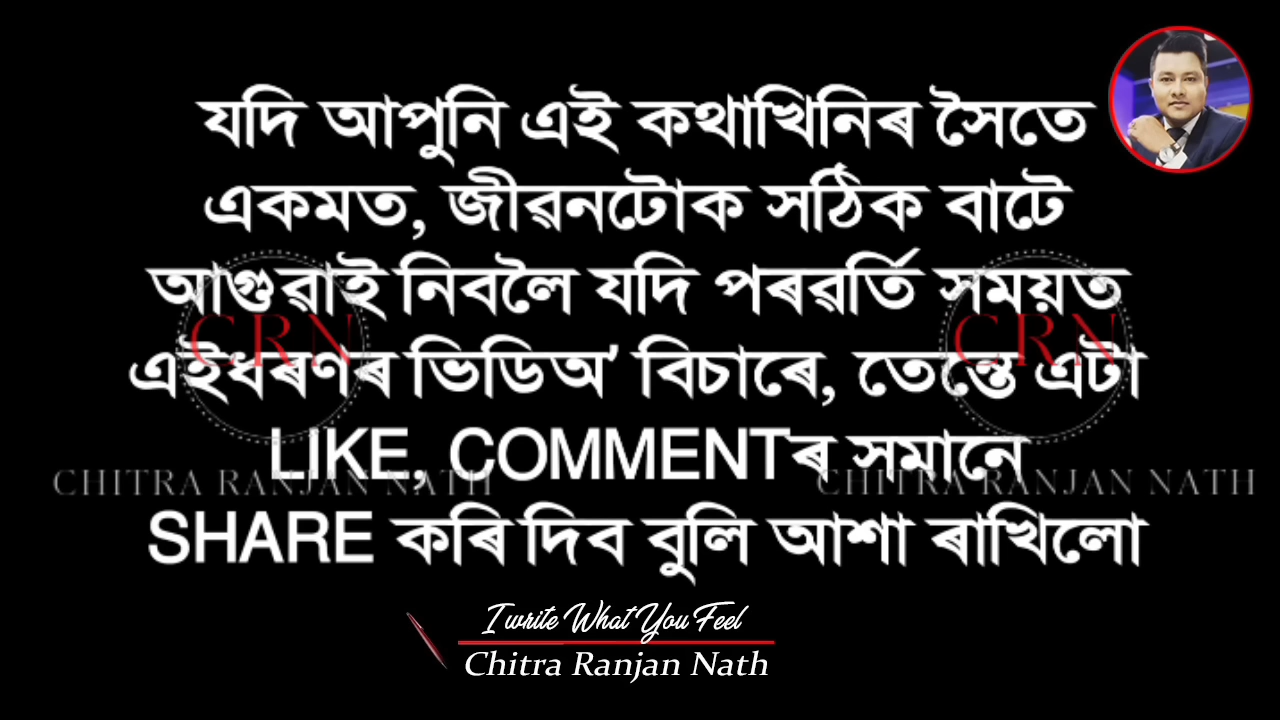 যদি আপুনি এই কথাখিনিৰ সৈতে
একমত, জীৱনটোক সঠিক বাটে
আগুৱাই নিবলৈ যদি পৰৱৰ্তি সময়ত
এইধৰণৰ ভিডিঅ' বিচাৰে, তেন্তে এটা
LIKE, COMMENTৰ সমানে
SHARE কৰি দিব বুলি আশা ৰাখিলো
CRN
CHITRA RANJAN NATH
CRN
CHITRA RANJAN NATH
I write What You Feel
Chitra Ranjan Nath